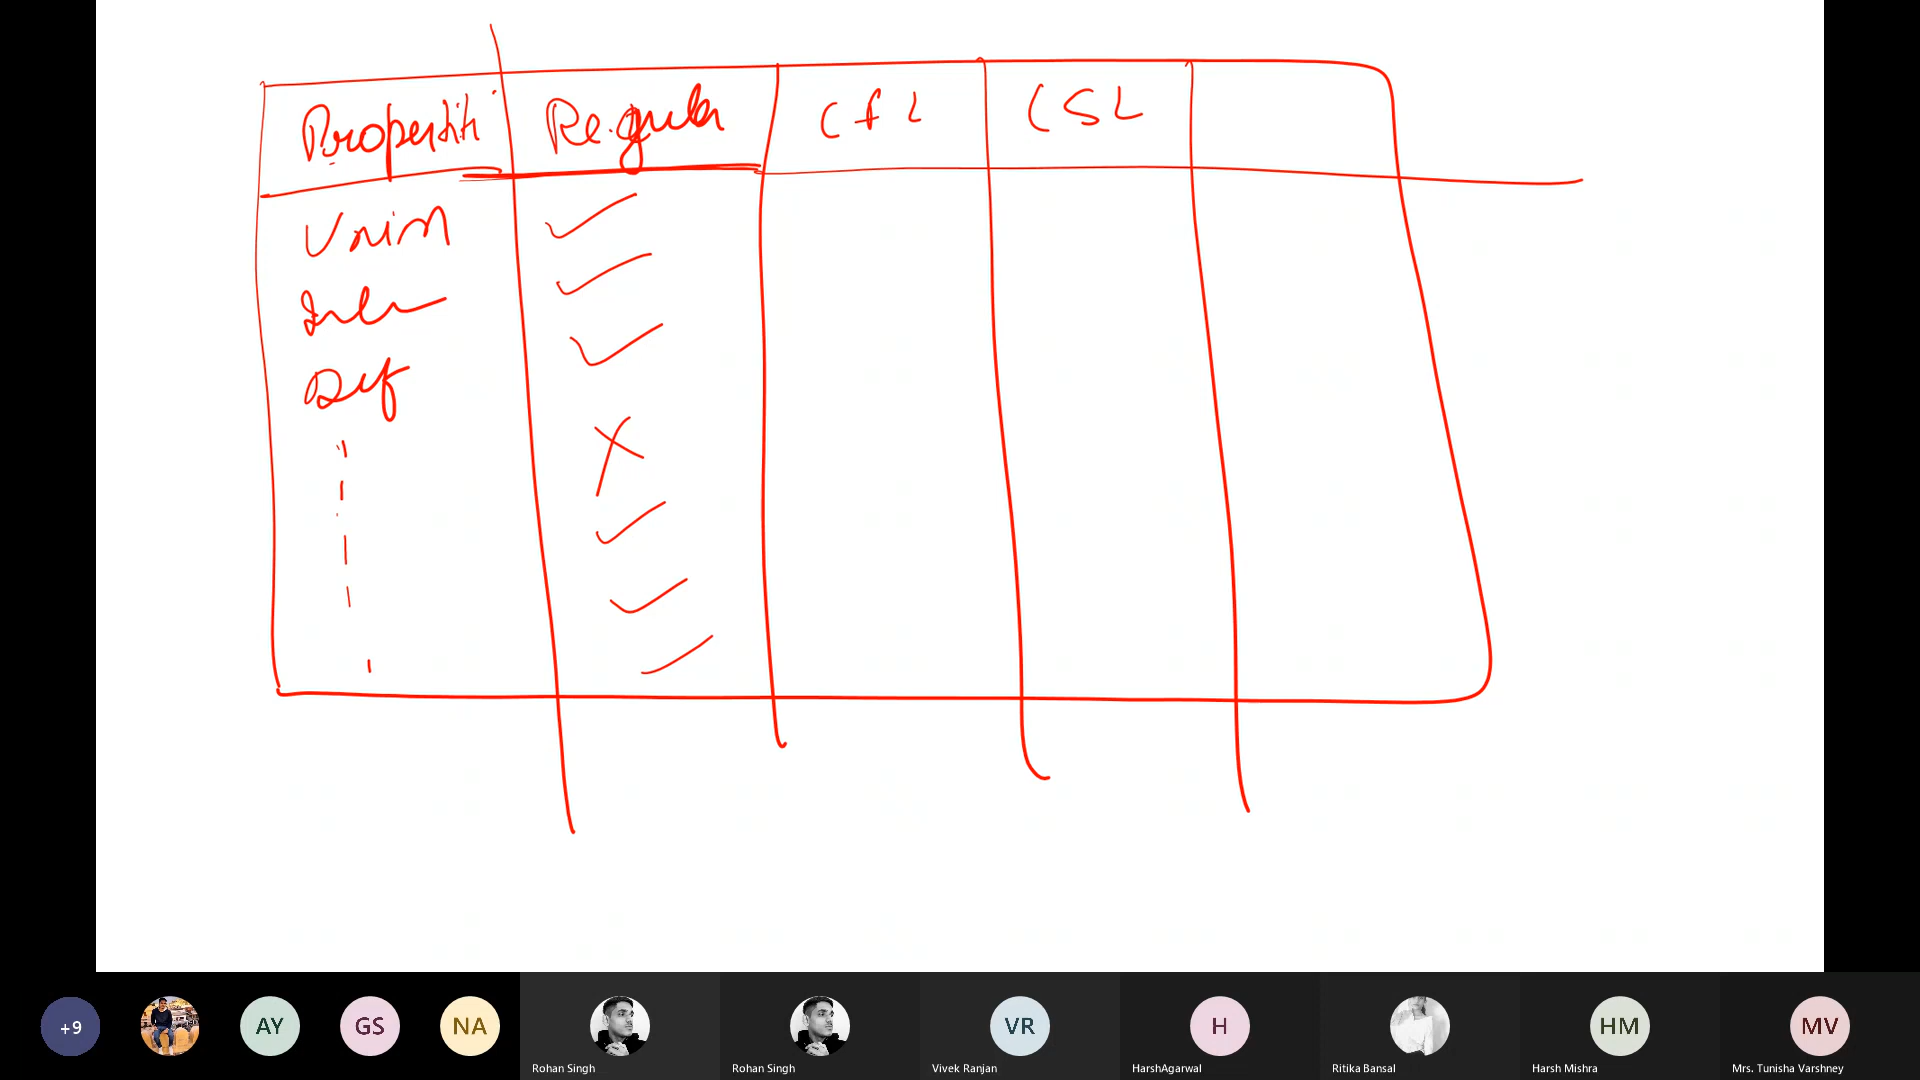 Propertiti Regular CFL CSL
Union
Inter
Dif
+9 AY GS NA VR H HM MV
Rohan Singh Rohan Singh Vivek Ranjan HarshAgarwal Ritika Bansal Harsh Mishra Mrs. Tunisha Varshney